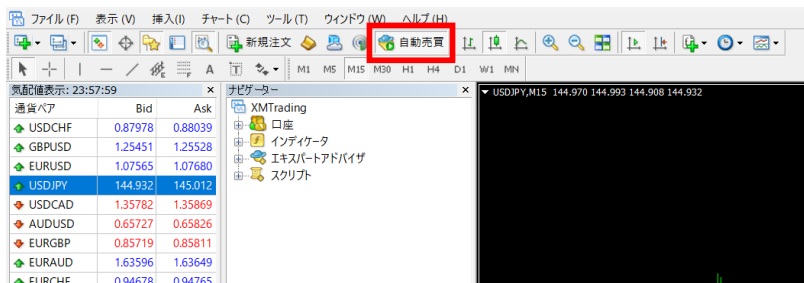 ファイル (F) 表示 (V) 挿入(I) チャート (C) ツール (T) ウィンドウ (W) ヘルプ (H)
新規注文 自動売買
A T M1 M5 M15 M30 H1 H4 D1 W1 MN
気配値表示: 23:57:59 ×
通貨ペア Bid Ask
USDCHF 0.87978 0.88039
GBPUSD 1.25451 1.25528
EURUSD 1.07565 1.07680
USDJPY 144.932 145.012
USDCAD 1.35782 1.35869
AUDUSD 0.65727 0.65826
EURGBP 0.85719 0.85811
EURAUD 1.63596 1.63649
EURCHF 0.94678 0.94765
ナビゲーター ×
XMTrading
口座
インディケータ
エキスパートアドバイザ
スクリプト
USDJPY,M15 144.970 144.993 144.908 144.932